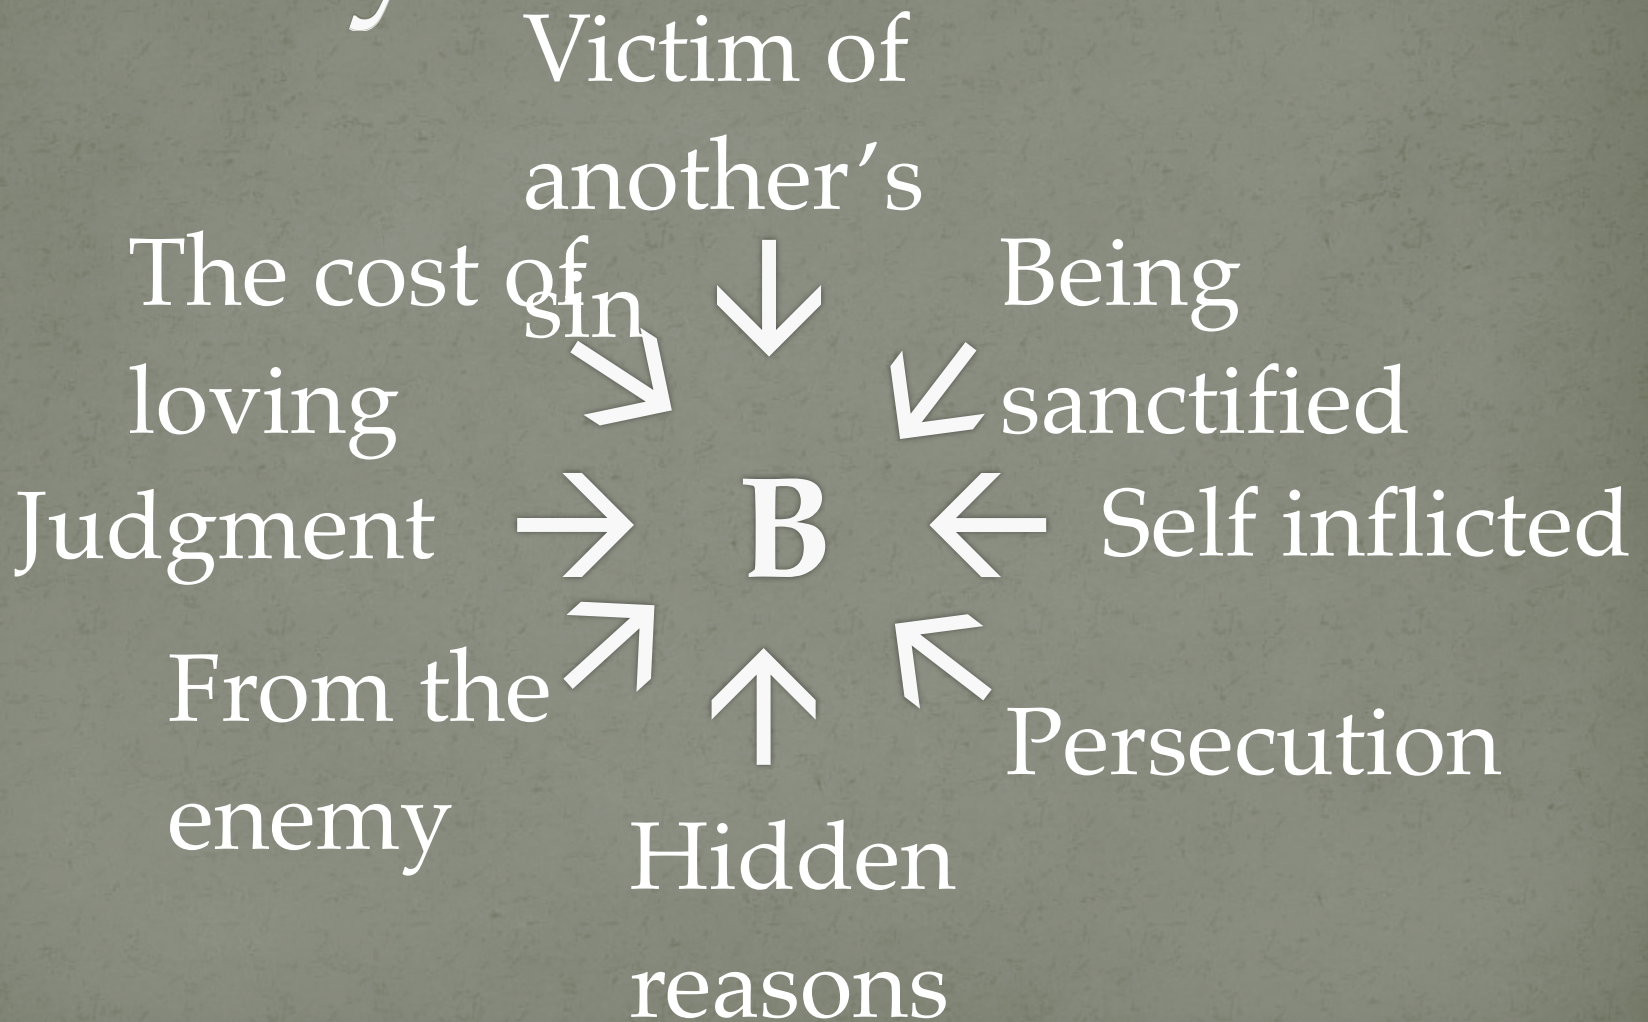 y
Victim of
another’s
sin
The cost of
loving
Being
sanctified
Judgment
B
Self inflicted
From the
enemy
Persecution
Hidden
reasons